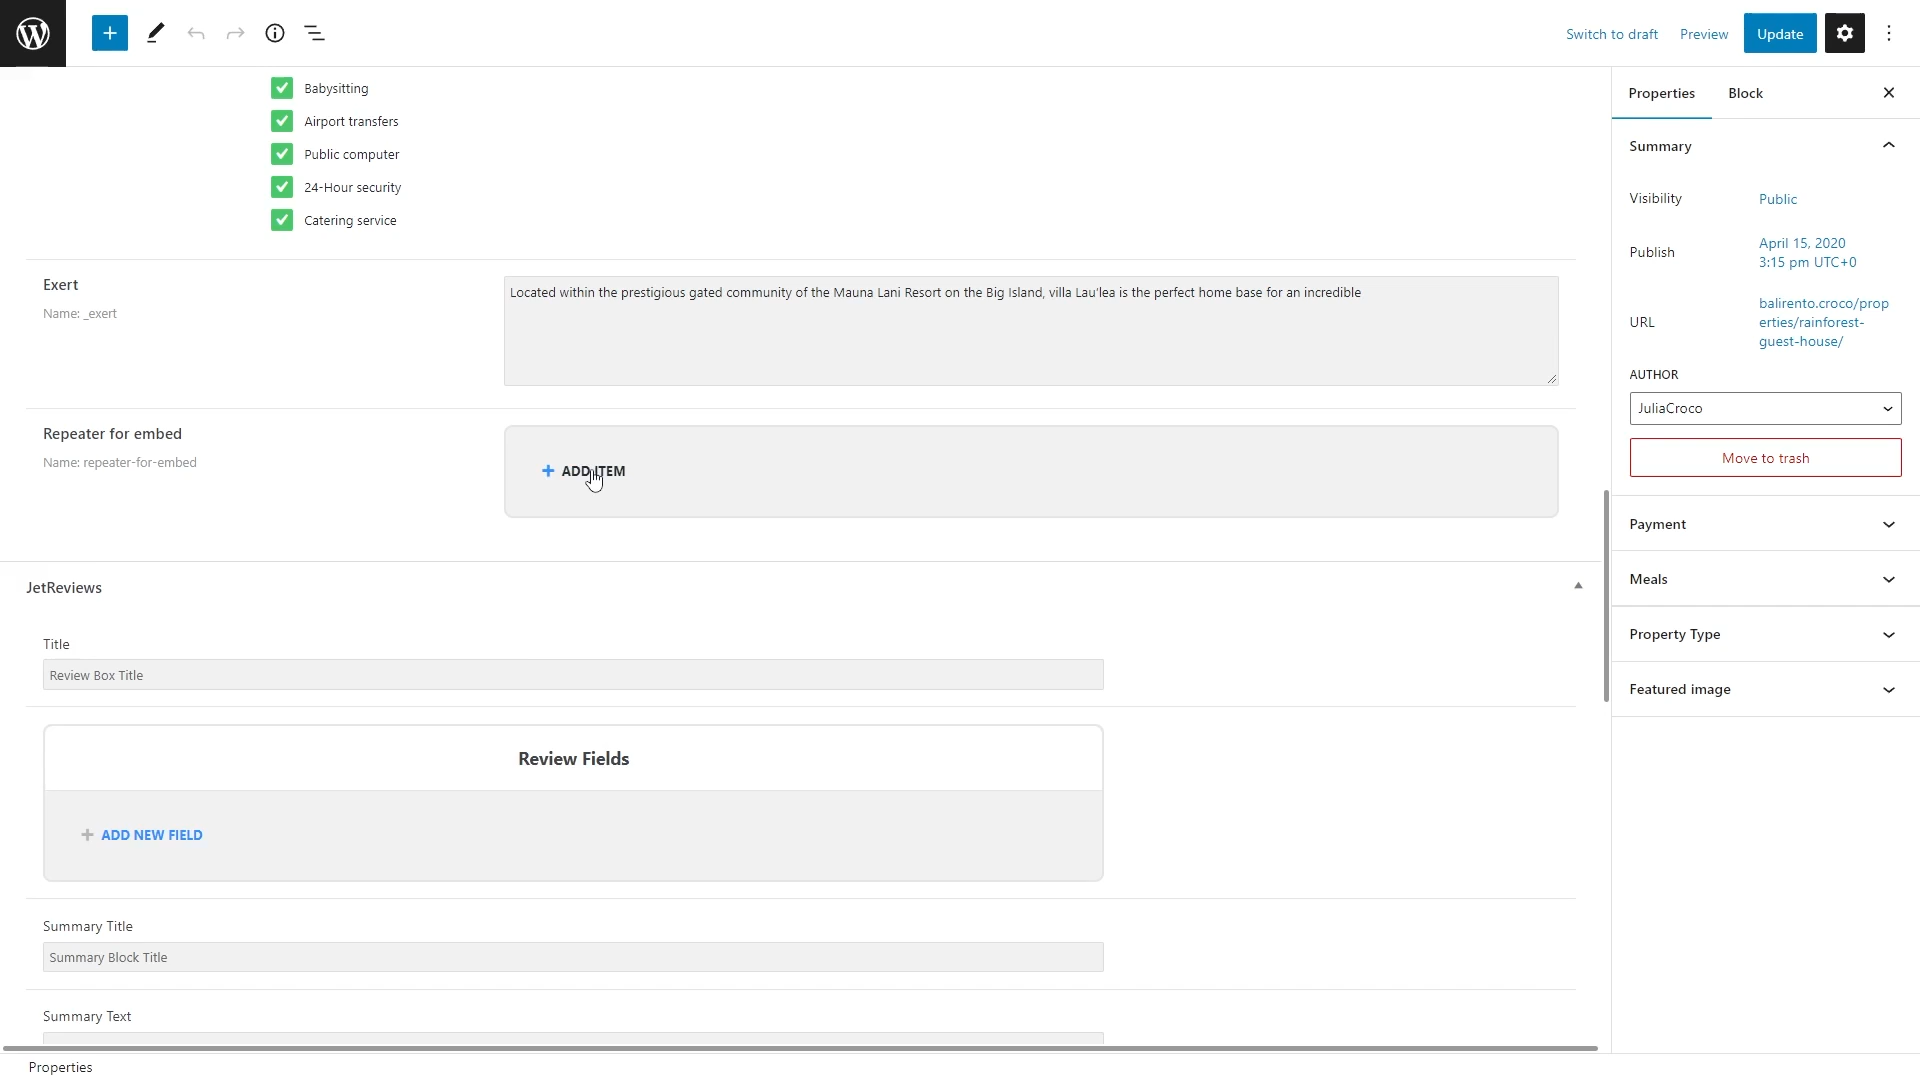 Switch to draft
Preview
Update
Babysitting
Airport transfers
Public computer
24-Hour security
Catering service
Exert
Name: _exert
Located within the prestigious gated community of the Mauna Lani Resort on the Big Island, villa Lau'lea is the perfect home base for an incredible
Repeater for embed
Name: repeater-for-embed
ADD ITEM
JetReviews
Title
Review Box Title
Review Fields
ADD NEW FIELD
Summary Title
Summary Block Title
Summary Text
Properties
Properties
Block
Summary
Visibility
Public
Publish
April 15, 2020
3:15 pm UTC+0
URL
balirento.croco/prop
erties/rainforest-
guest-house/
AUTHOR
JuliaCroco
Move to trash
Payment
Meals
Property Type
Featured image